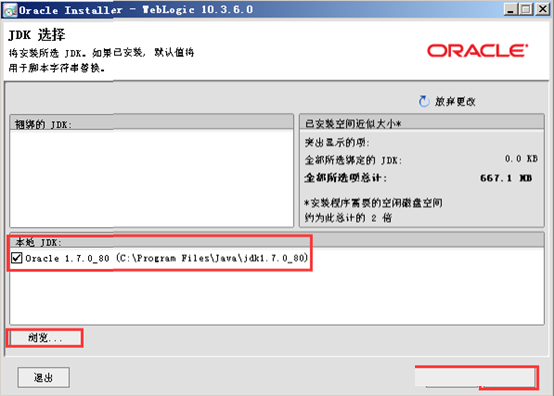 Oracle Installer - WebLogic 10.3.6.0
JDK 选择
将安装所选 JDK。如果已安装, 默认值将
用于脚本字符串替换。
ORACLE
放弃更改
捆绑的 JDK:
已安装空间近似大小*
突出显示的项:
全部所选绑定的 JDK: 0.0 KB
全部所选项总计: 667.1 MB
*安装程序需要的空闲磁盘空间
约为此总计的 2 倍
本地 JDK:
Oracle 1.7.0_80 (C:\Program Files\Java\jdk1.7.0_80)
浏览...
退出